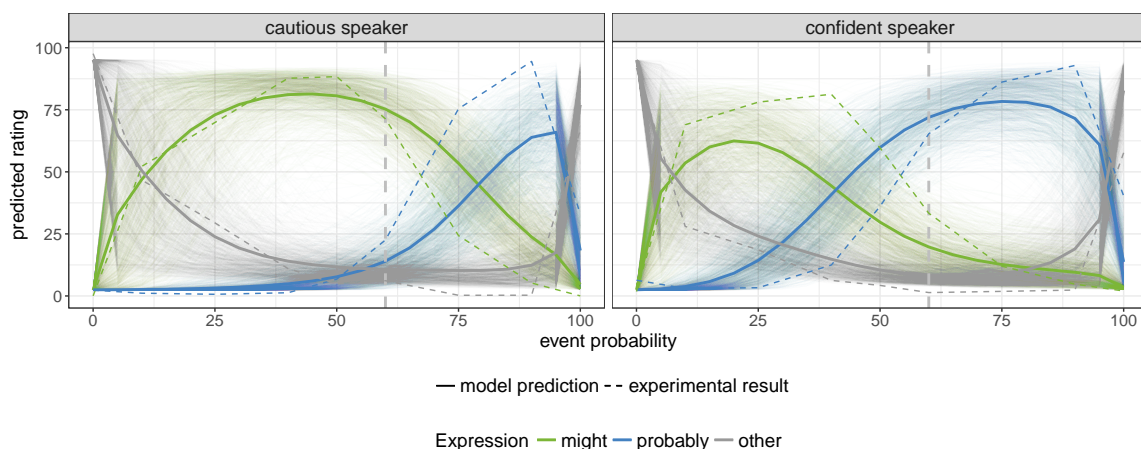 cautious speaker
confident speaker
100
75
50
25
0
predicted rating
0 25 50 75 100 0 25 50 75 100
event probability
model prediction experimental result
Expression might probably other